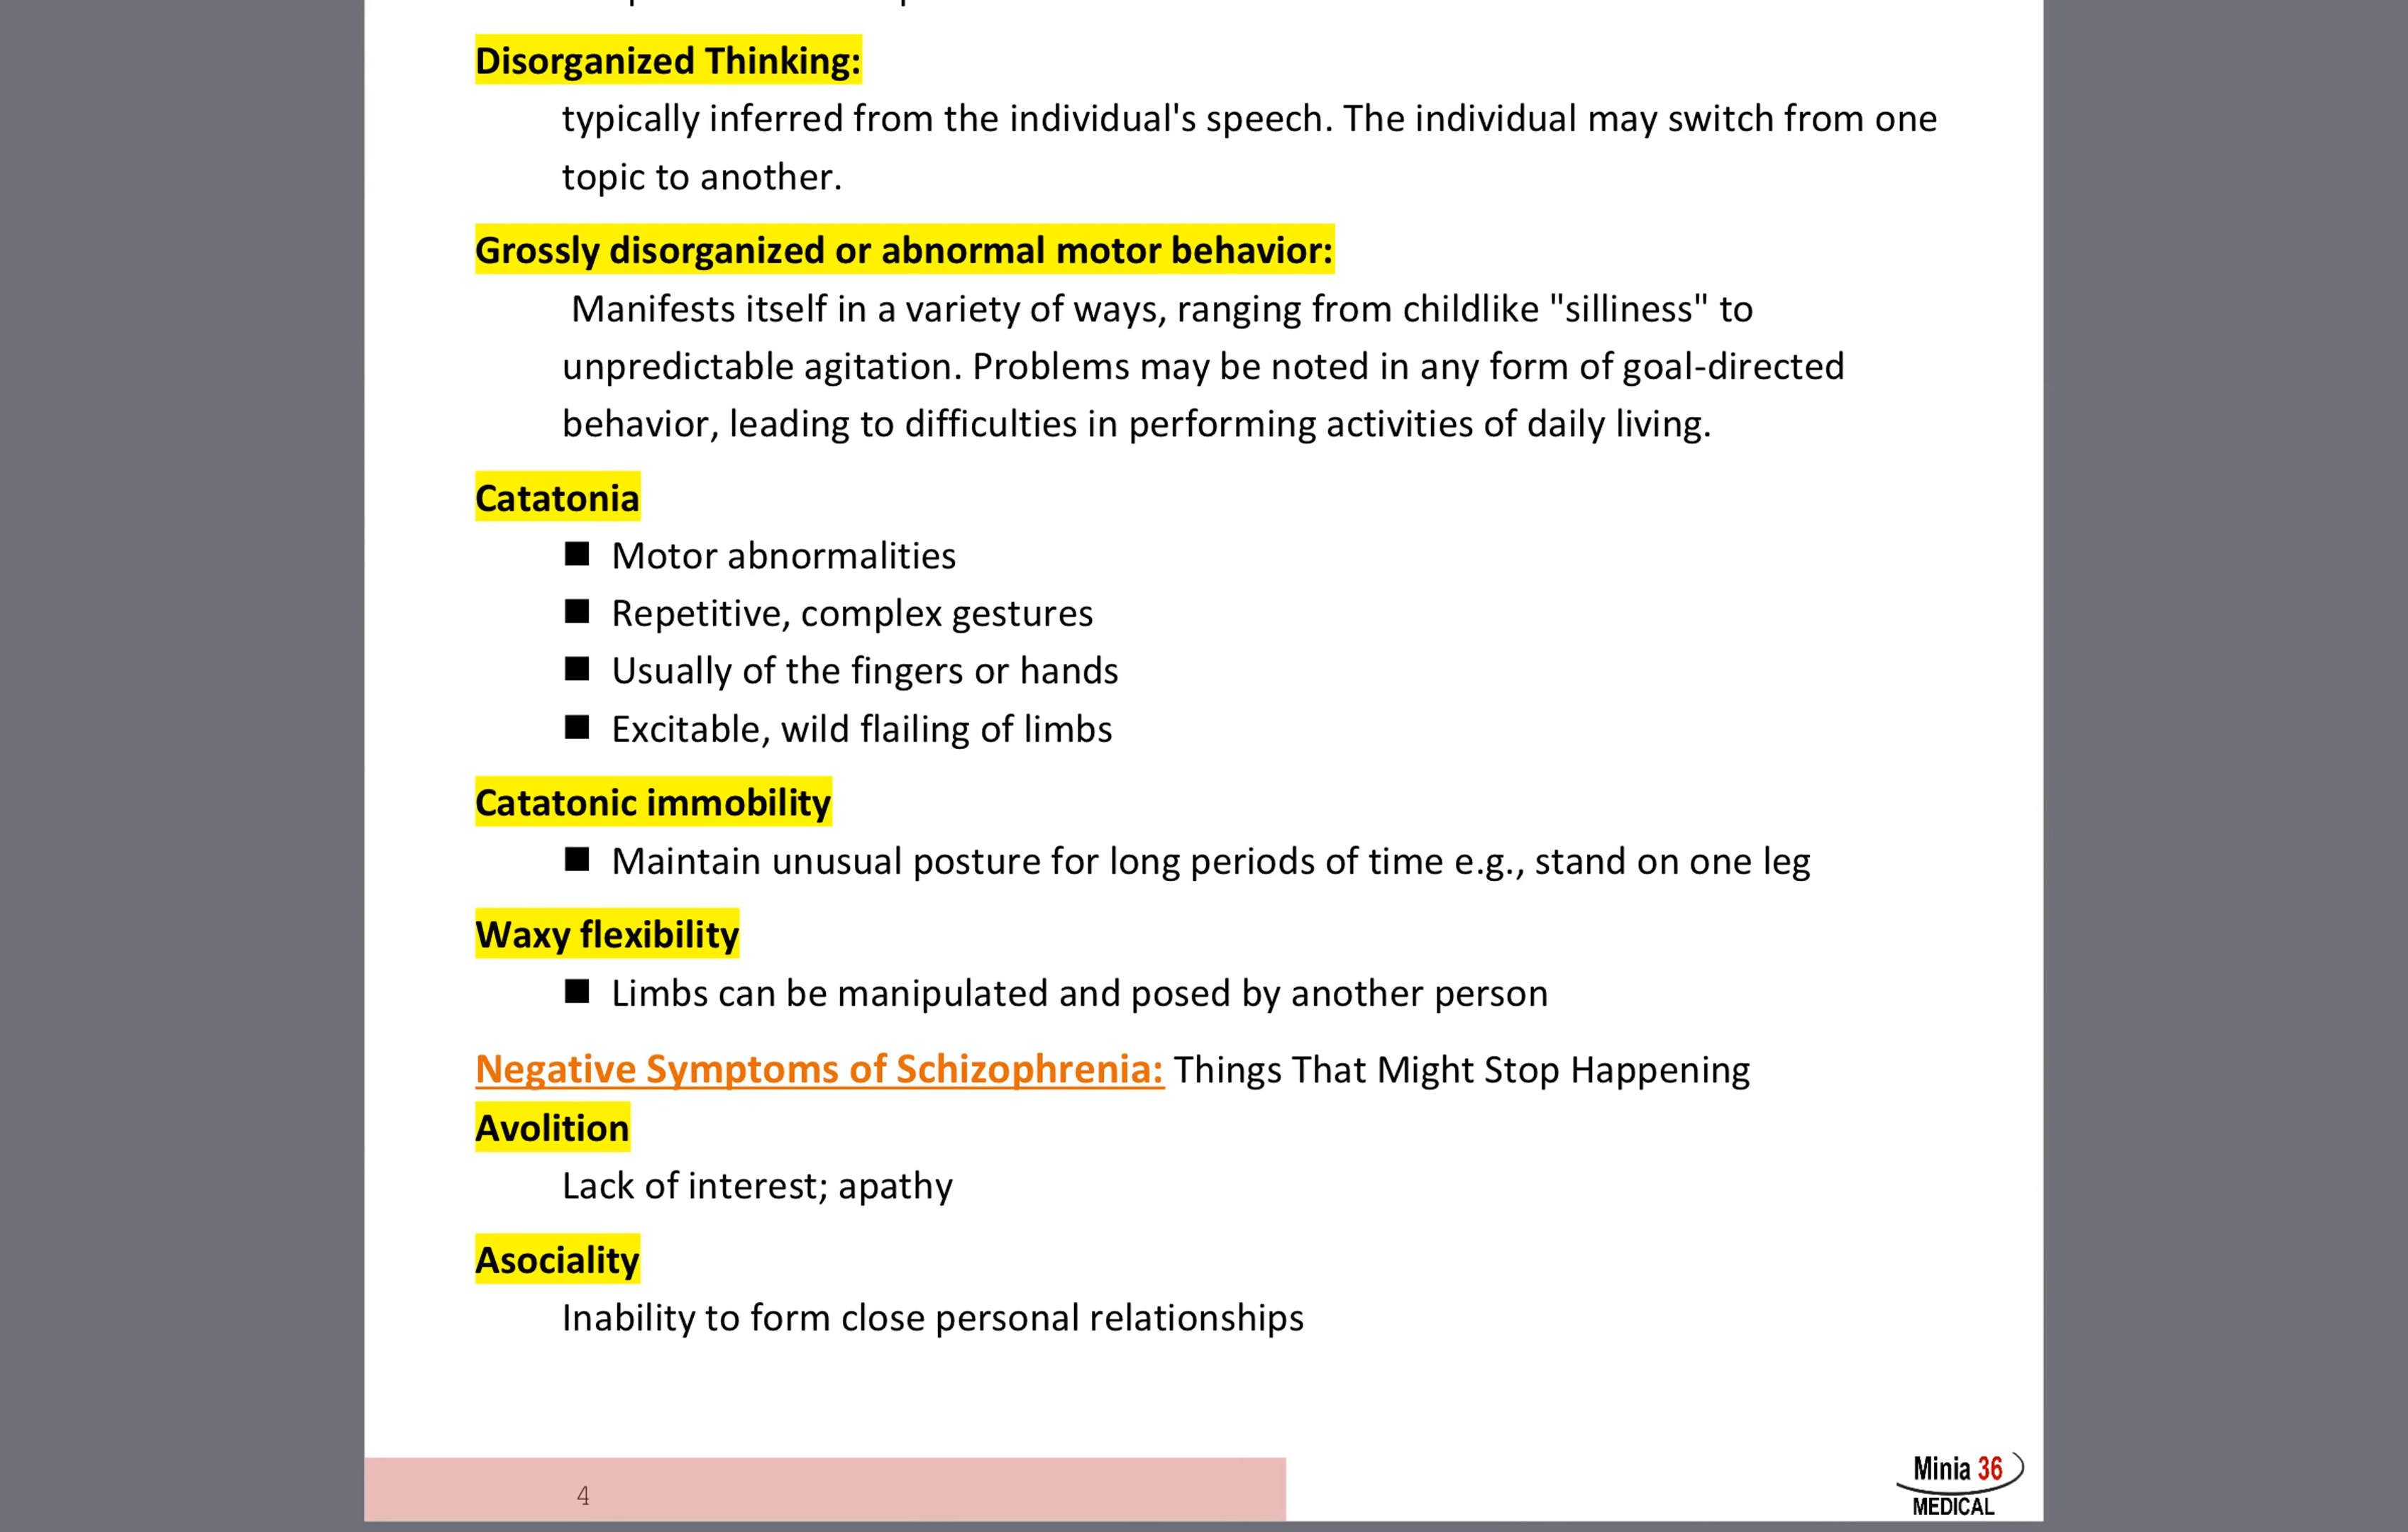 Disorganized Thinking:
typically inferred from the individual's speech. The individual may switch from one
topic to another.
Grossly disorganized or abnormal motor behavior:
Manifests itself in a variety of ways, ranging from childlike "silliness" to
unpredictable agitation. Problems may be noted in any form of goal-directed
behavior, leading to difficulties in performing activities of daily living.
Catatonia
■ Motor abnormalities
■ Repetitive, complex gestures
■ Usually of the fingers or hands
■ Excitable, wild flailing of limbs
Catatonic immobility
■ Maintain unusual posture for long periods of time e.g., stand on one leg
Waxy flexibility
■ Limbs can be manipulated and posed by another person
Negative Symptoms of Schizophrenia: Things That Might Stop Happening
Avolition
Lack of interest; apathy
Asociality
Inability to form close personal relationships
4
Minia 36
MEDICAL